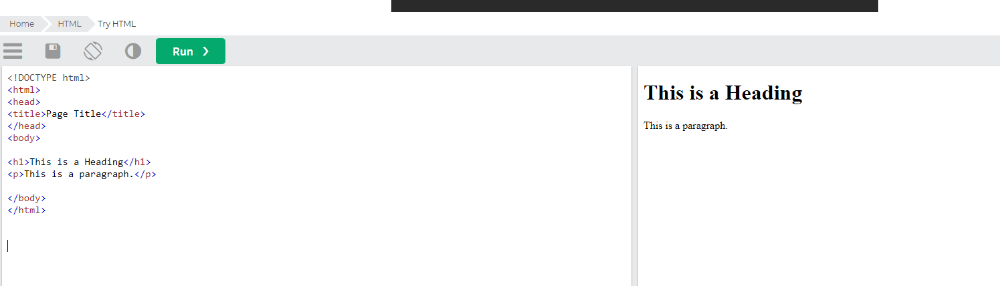 Home HTML Try HTML
Run ❯
<!DOCTYPE html>
<html>
<head>
<title>Page Title</title>
</head>
<body>
<h1>This is a Heading</h1>
<p>This is a paragraph.</p>
</body>
</html>
This is a Heading
This is a paragraph.